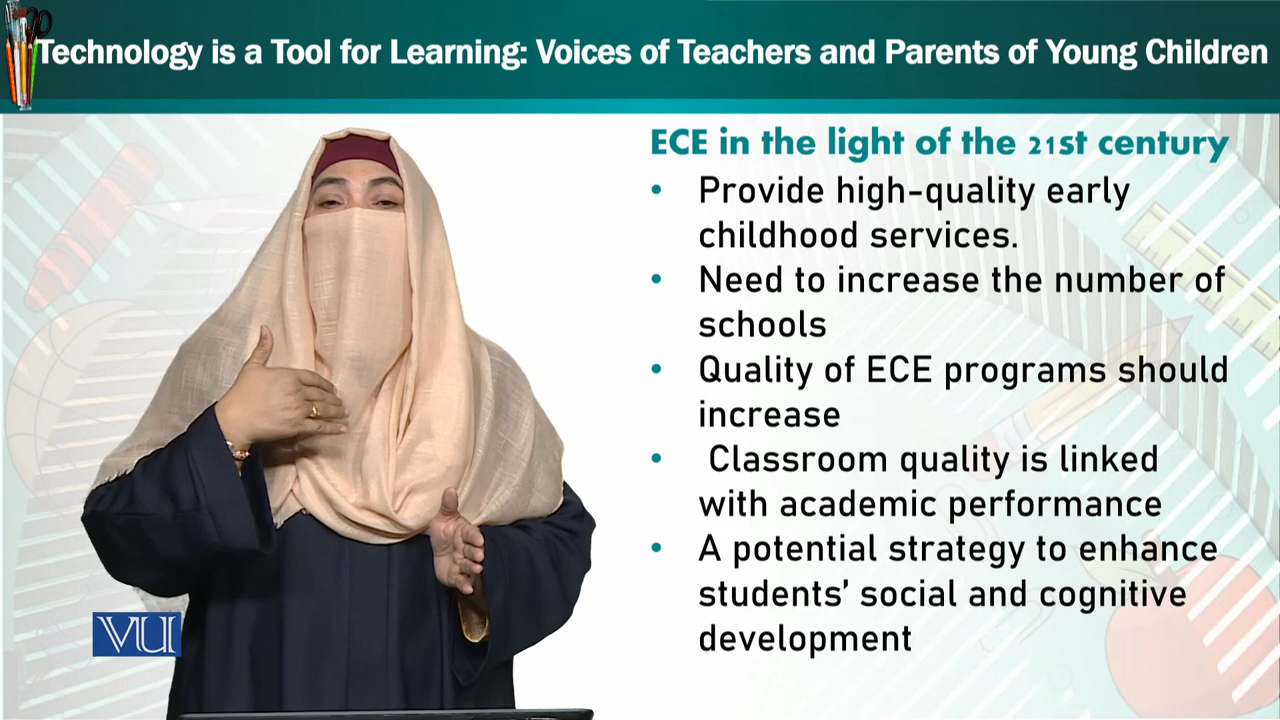 Technology is a Tool for Learning: Voices of Teachers and Parents of Young Children
ECE in the light of the 21st century
• Provide high-quality early
childhood services.
• Need to increase the number of
schools
• Quality of ECE programs should
increase
• Classroom quality is linked
with academic performance
• A potential strategy to enhance
students’ social and cognitive
development
VU